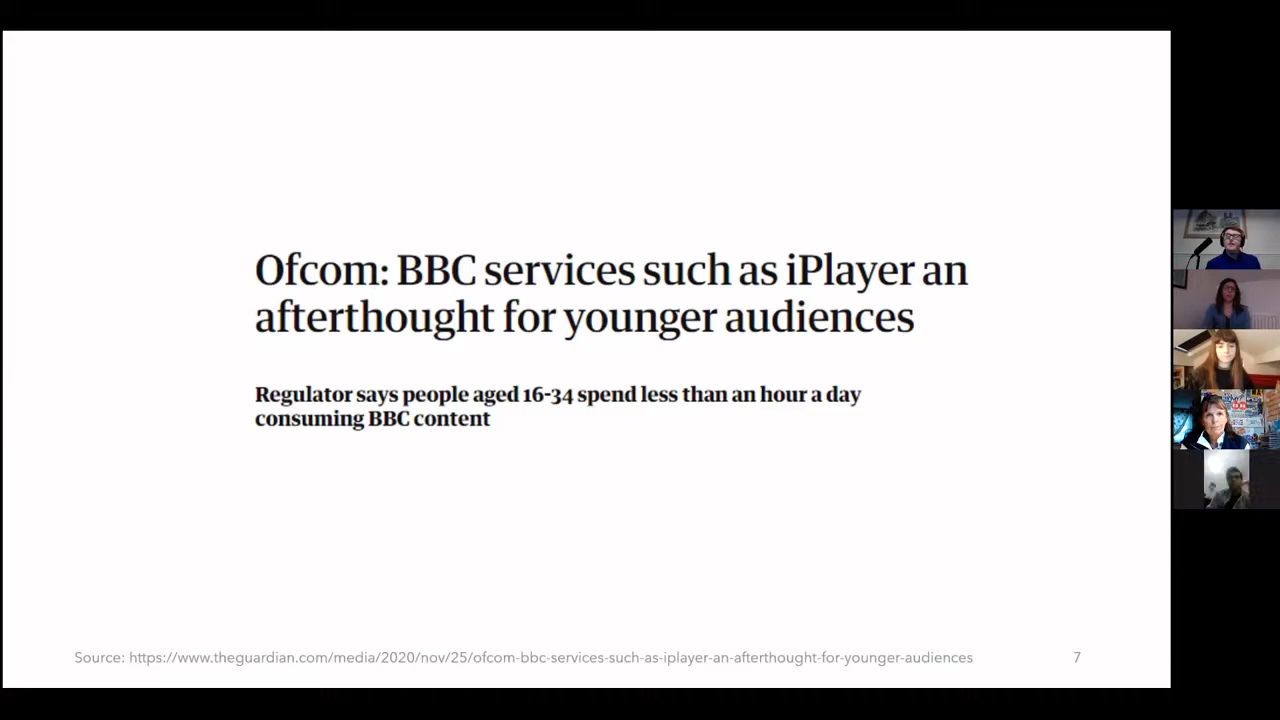 Ofcom: BBC services such as iPlayer an
afterthought for younger audiences
Regulator says people aged 16-34 spend less than an hour a day
consuming BBC content
Source: https://www.theguardian.com/media/2020/nov/25/ofcom-bbc-services-such-as-iplayer-an-afterthought-for-younger-audiences
7